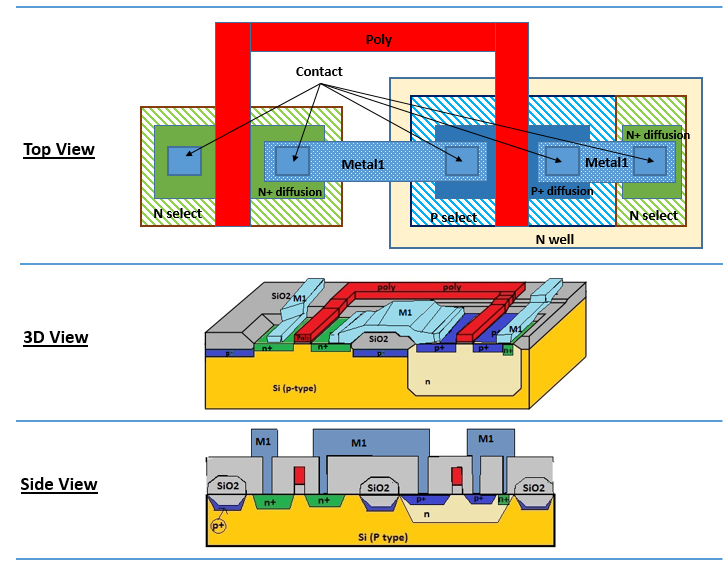 Poly
Contact
Top View
N+ diffusion
Metal1
Metal1
N+ diffusion
P+ diffusion
N select
P select
N select
N well
3D View
SiO2
M1
poly
poly
M1
M1
SiO2
p-
n+
n+
p-
p+
p+
n+
n
Si (p-type)
Side View
M1
M1
M1
SiO2
SiO2
SiO2
n+
n+
p+
p+
n+
p+
n
Si (P type)